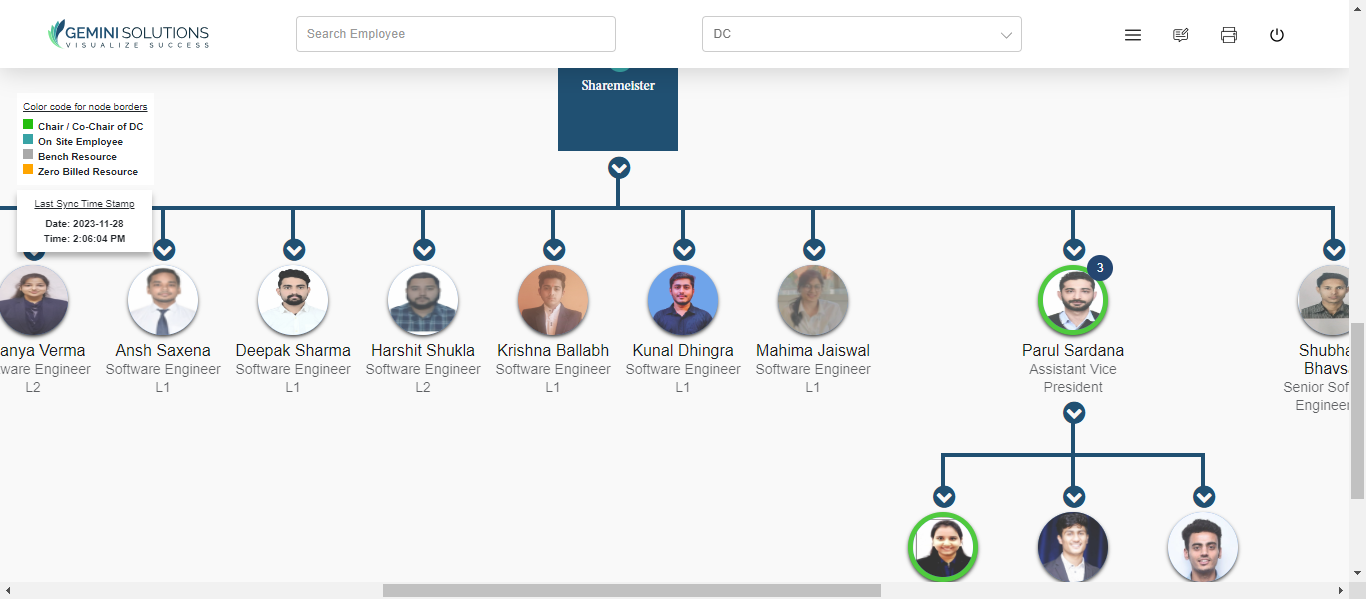 GEMINI SOLUTIONS
VISUALIZE SUCCESS
Search Employee
DC
Sharemeister
Color code for node borders
Chair / Co-Chair of DC
On Site Employee
Bench Resource
Zero Billed Resource
Last Sync Time Stamp
Date: 2023-11-28
Time: 2:06:04 PM
3
anya Verma
ware Engineer
L2
Ansh Saxena
Software Engineer
L1
Deepak Sharma
Software Engineer
L1
Harshit Shukla
Software Engineer
L2
Krishna Ballabh
Software Engineer
L1
Kunal Dhingra
Software Engineer
L1
Mahima Jaiswal
Software Engineer
L1
Parul Sardana
Assistant Vice
President
Shubha
Bhavs
Senior Sof
Engineer